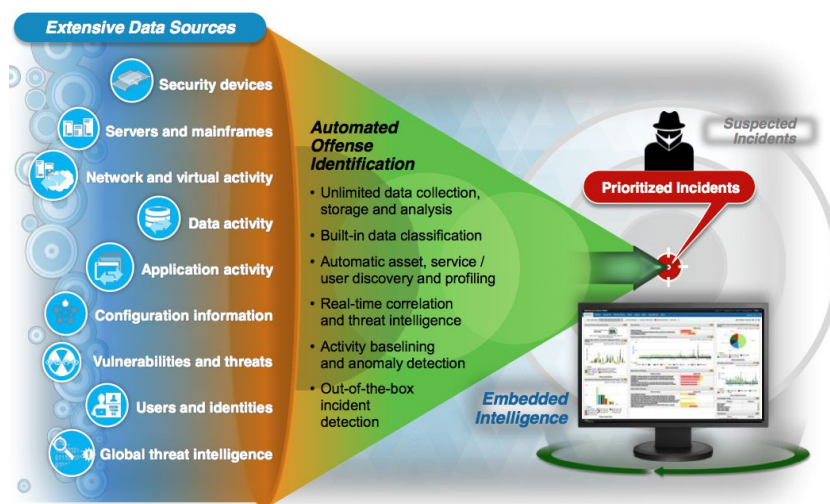 Extensive Data Sources
Security devices
Servers and mainframes
Network and virtual activity
Data activity
Application activity
Configuration information
Vulnerabilities and threats
Users and identities
Global threat intelligence
Automated
Offense
Identification
• Unlimited data collection,
storage and analysis
• Built-in data classification
• Automatic asset, service /
user discovery and profiling
• Real-time correlation
and threat intelligence
• Activity baselining
and anomaly detection
• Out-of-the-box
incident
detection
Suspected
Incidents
Prioritized Incidents
Embedded
Intelligence